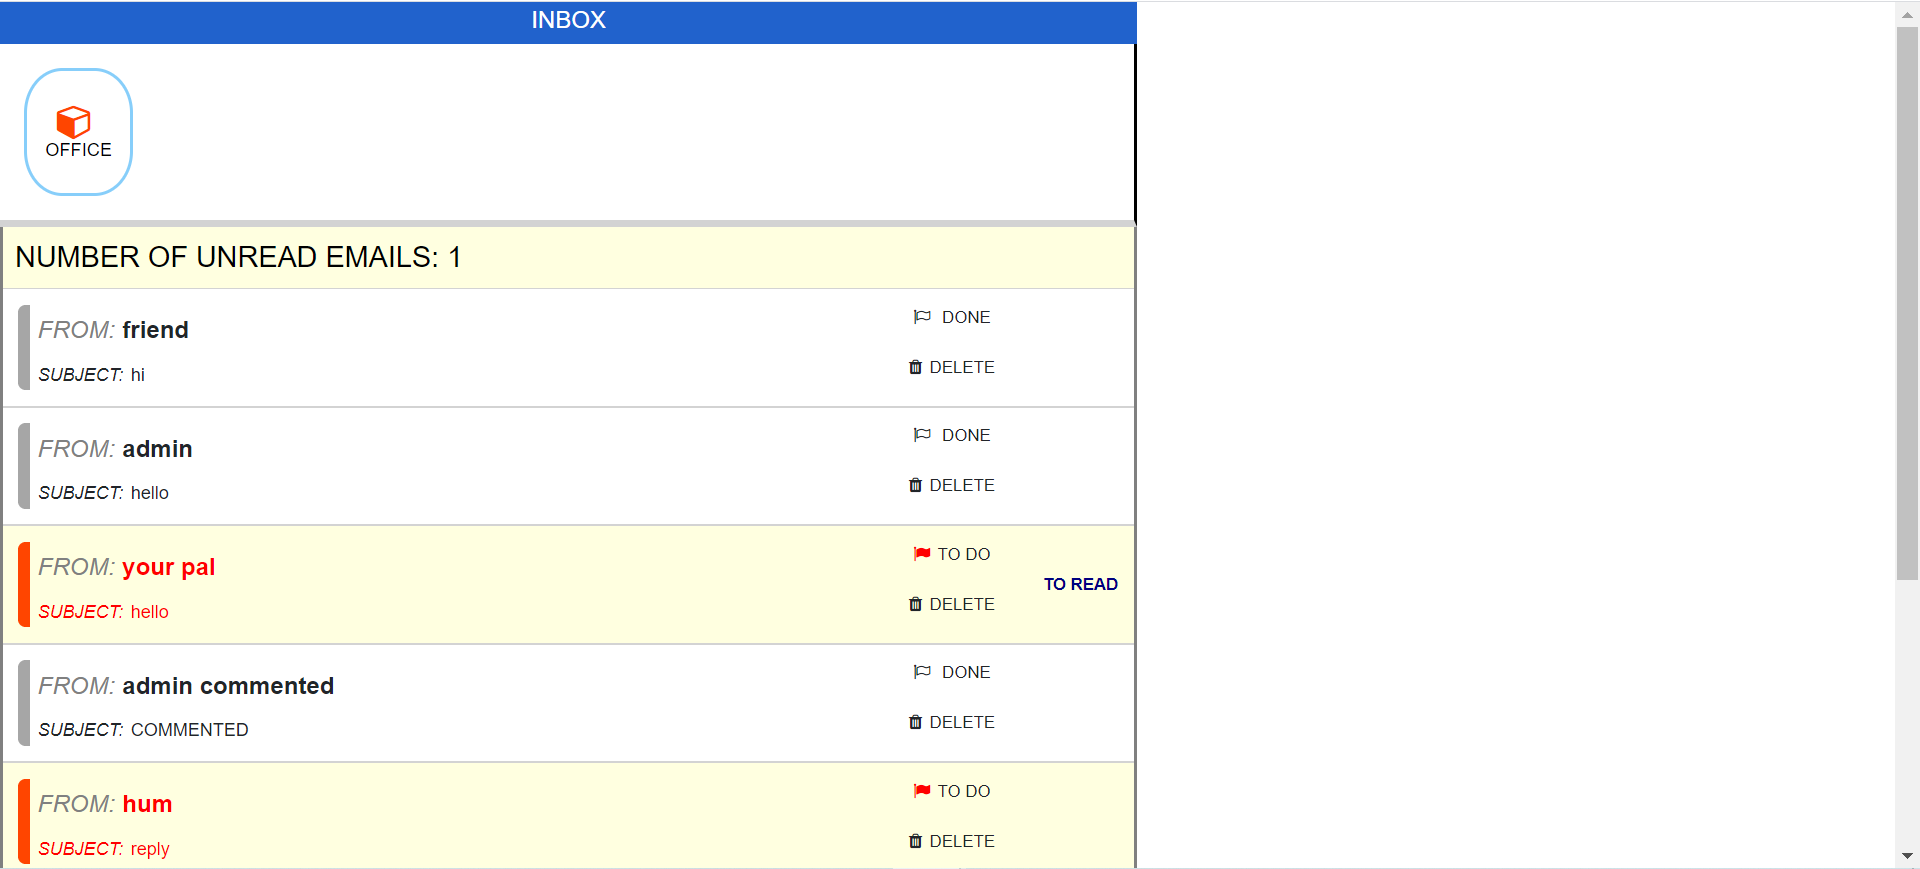 INBOX
OFFICE
NUMBER OF UNREAD EMAILS: 1
FROM: friend
DONE
SUBJECT: hi
DELETE
FROM: admin
DONE
SUBJECT: hello
DELETE
FROM: your pal
TO DO
TO READ
SUBJECT: hello
DELETE
FROM: admin commented
DONE
SUBJECT: COMMENTED
DELETE
FROM: hum
TO DO
SUBJECT: reply
DELETE